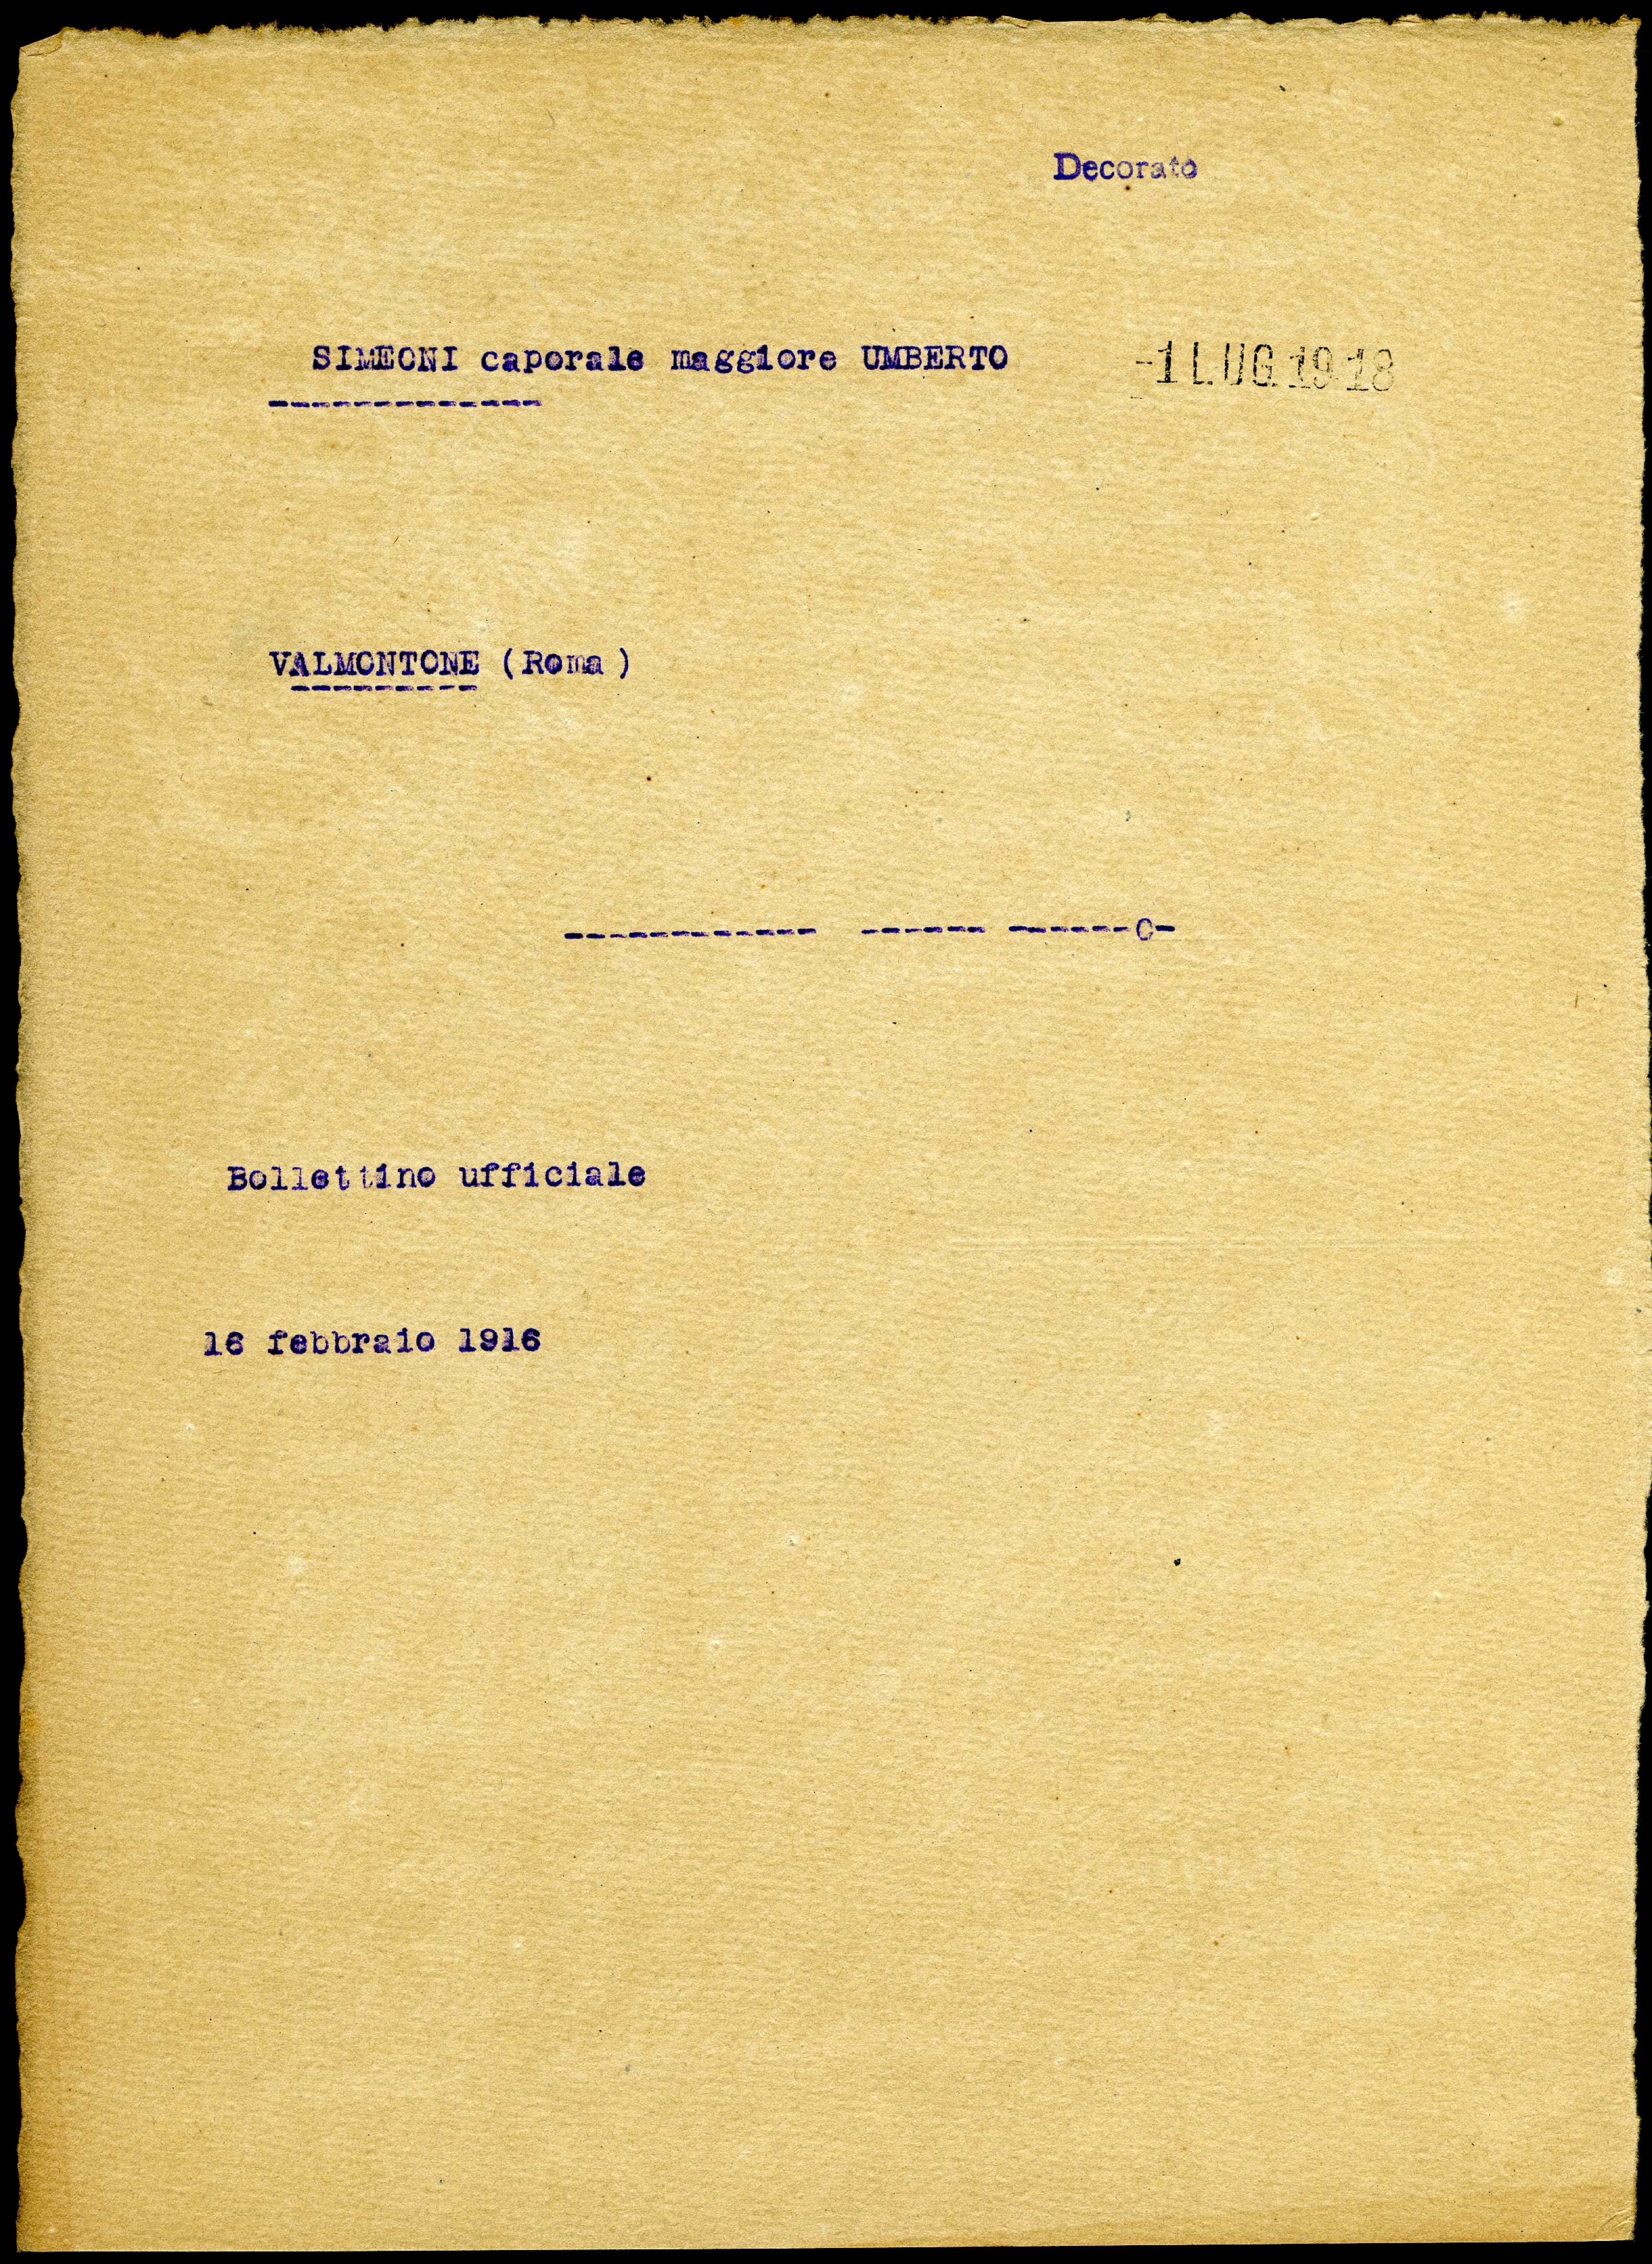 Decorato
SIMEONI caporale maggiore UMBERTO
-1 LUG.1918
-------------
VALMONTONE (Roma )
---------
------------ ------ ------O-
Bollettino ufficiale
16 febbraio 1916